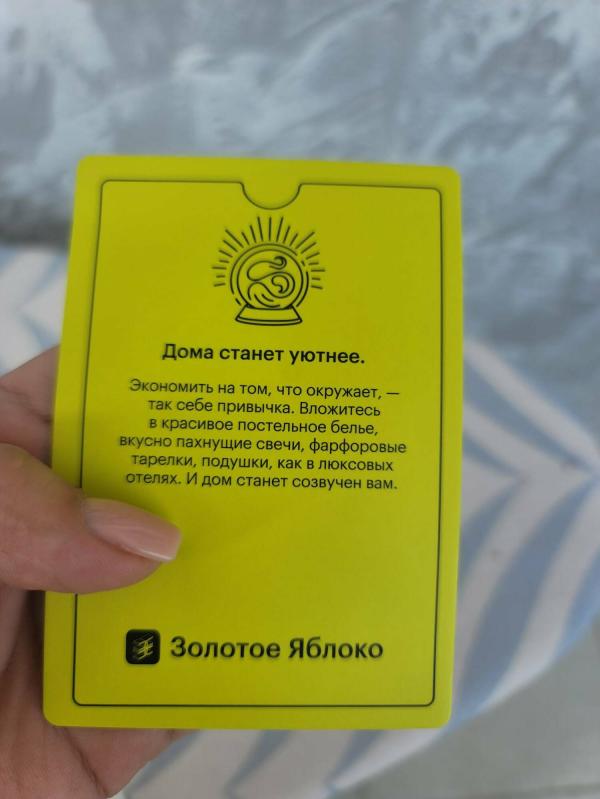 Дома станет уютнее.
Экономить на том, что окружает, —
так себе привычка. Вложитесь
в красивое постельное белье,
вкусно пахнущие свечи, фарфоровые
тарелки, подушки, как в люксовых
отелях. И дом станет созвучен вам.
Золотое Яблоко